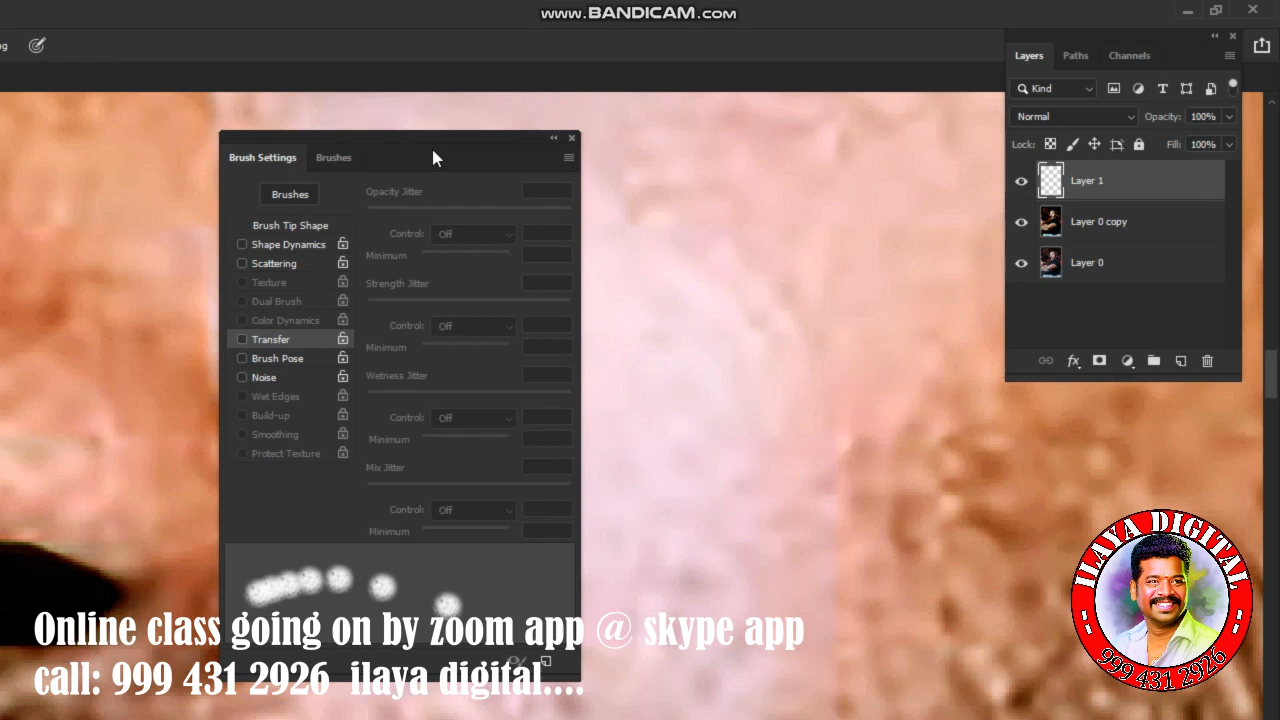 www.BANDICAM.com
Layers Paths Channels
Kind
Normal Opacity: 100%
Lock: Fill: 100%
Layer 1
Layer 0 copy
Layer 0
fx
Brush Settings Brushes
Brushes
Brush Tip Shape
Shape Dynamics
Scattering
Texture
Dual Brush
Color Dynamics
Transfer
Brush Pose
Noise
Wet Edges
Build-up
Smoothing
Protect Texture
Opacity Jitter
Control: Off
Minimum
Strength Jitter
Control: Off
Minimum
Wetness Jitter
Control: Off
Minimum
Mix Jitter
Control: Off
Minimum
Online class going on by zoom app @ skype app
call: 999 431 2926 ilaya digital....
ILAYA DIGITAL
999 431 2926